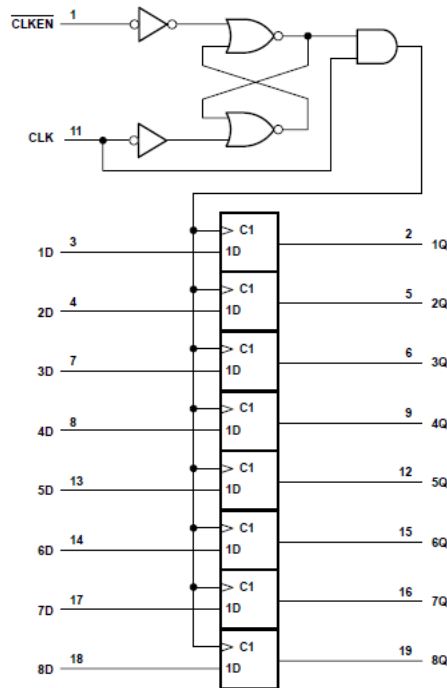 CLKEN 1
CLK 11
C1
1D 3 1D 2 1Q
C1
2D 4 1D 5 2Q
C1
3D 7 1D 6 3Q
C1
4D 8 1D 9 4Q
C1
5D 13 1D 12 5Q
C1
6D 14 1D 15 6Q
C1
7D 17 1D 16 7Q
C1
8D 18 1D 19 8Q